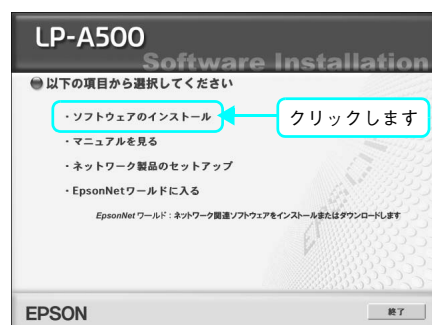 LP-A500
Software Installation
以下の項目から選択してください
・ソフトウェアのインストール
クリックします
・マニュアルを見る
・ネットワーク製品のセットアップ
・EpsonNetワールドに入る
EpsonNet ワールド：ネットワーク関連ソフトウェアをインストールまたはダウンロードします
EPSON
EPSON
終了